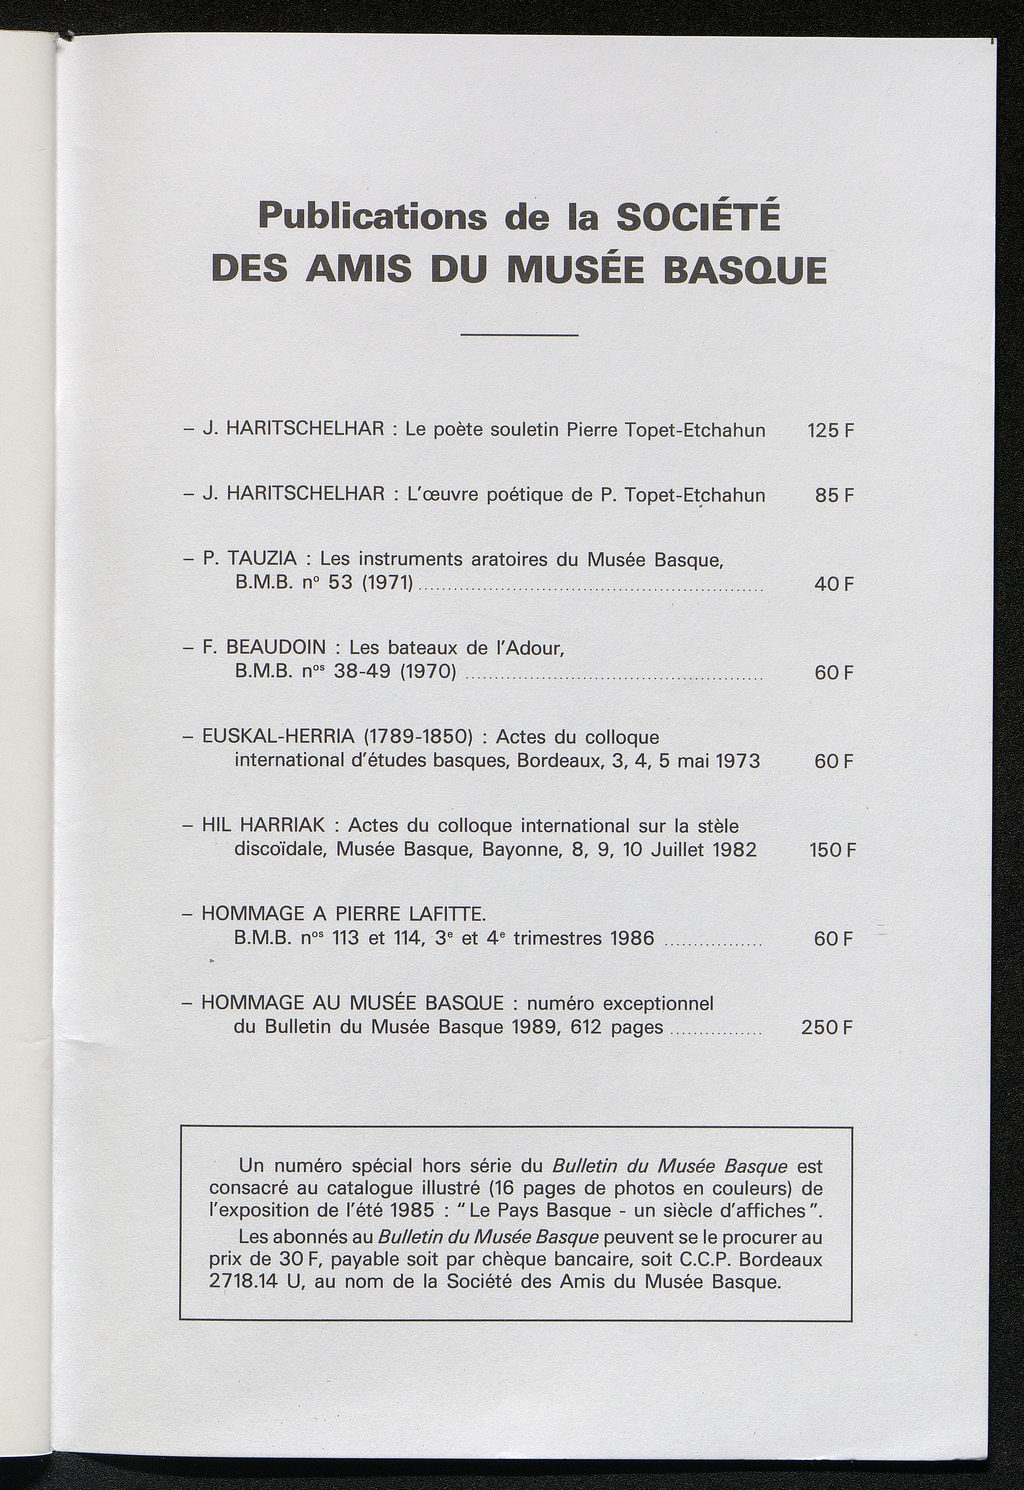 Publications de la SOCIÉTÉ
DES AMIS DU MUSÉE BASQUE
– J. HARITSCHELHAR : Le poète souletin Pierre Topet-Etchahun 125 F
– J. HARITSCHELHAR : L'œuvre poétique de P. Topet-Etchahun 85 F
– P. TAUZIA : Les instruments aratoires du Musée Basque,
B.M.B. nº 53 (1971) ........................................................... 40 F
– F. BEAUDOIN : Les bateaux de l'Adour,
B.M.B. nos 38-49 (1970) ................................................... 60 F
– EUSKAL-HERRIA (1789-1850) : Actes du colloque
international d'études basques, Bordeaux, 3, 4, 5 mai 1973 60 F
– HIL HARRIAK : Actes du colloque international sur la stèle
discoïdale, Musée Basque, Bayonne, 8, 9, 10 Juillet 1982 150 F
– HOMMAGE A PIERRE LAFITTE.
B.M.B. nos 113 et 114, 3e et 4e trimestres 1986 ................. 60 F
– HOMMAGE AU MUSÉE BASQUE : numéro exceptionnel
du Bulletin du Musée Basque 1989, 612 pages ................ 250 F
Un numéro spécial hors série du Bulletin du Musée Basque est
consacré au catalogue illustré (16 pages de photos en couleurs) de
l'exposition de l'été 1985 : "Le Pays Basque - un siècle d'affiches".
Les abonnés au Bulletin du Musée Basque peuvent se le procurer au
prix de 30 F, payable soit par chèque bancaire, soit C.C.P. Bordeaux
2718.14 U, au nom de la Société des Amis du Musée Basque.